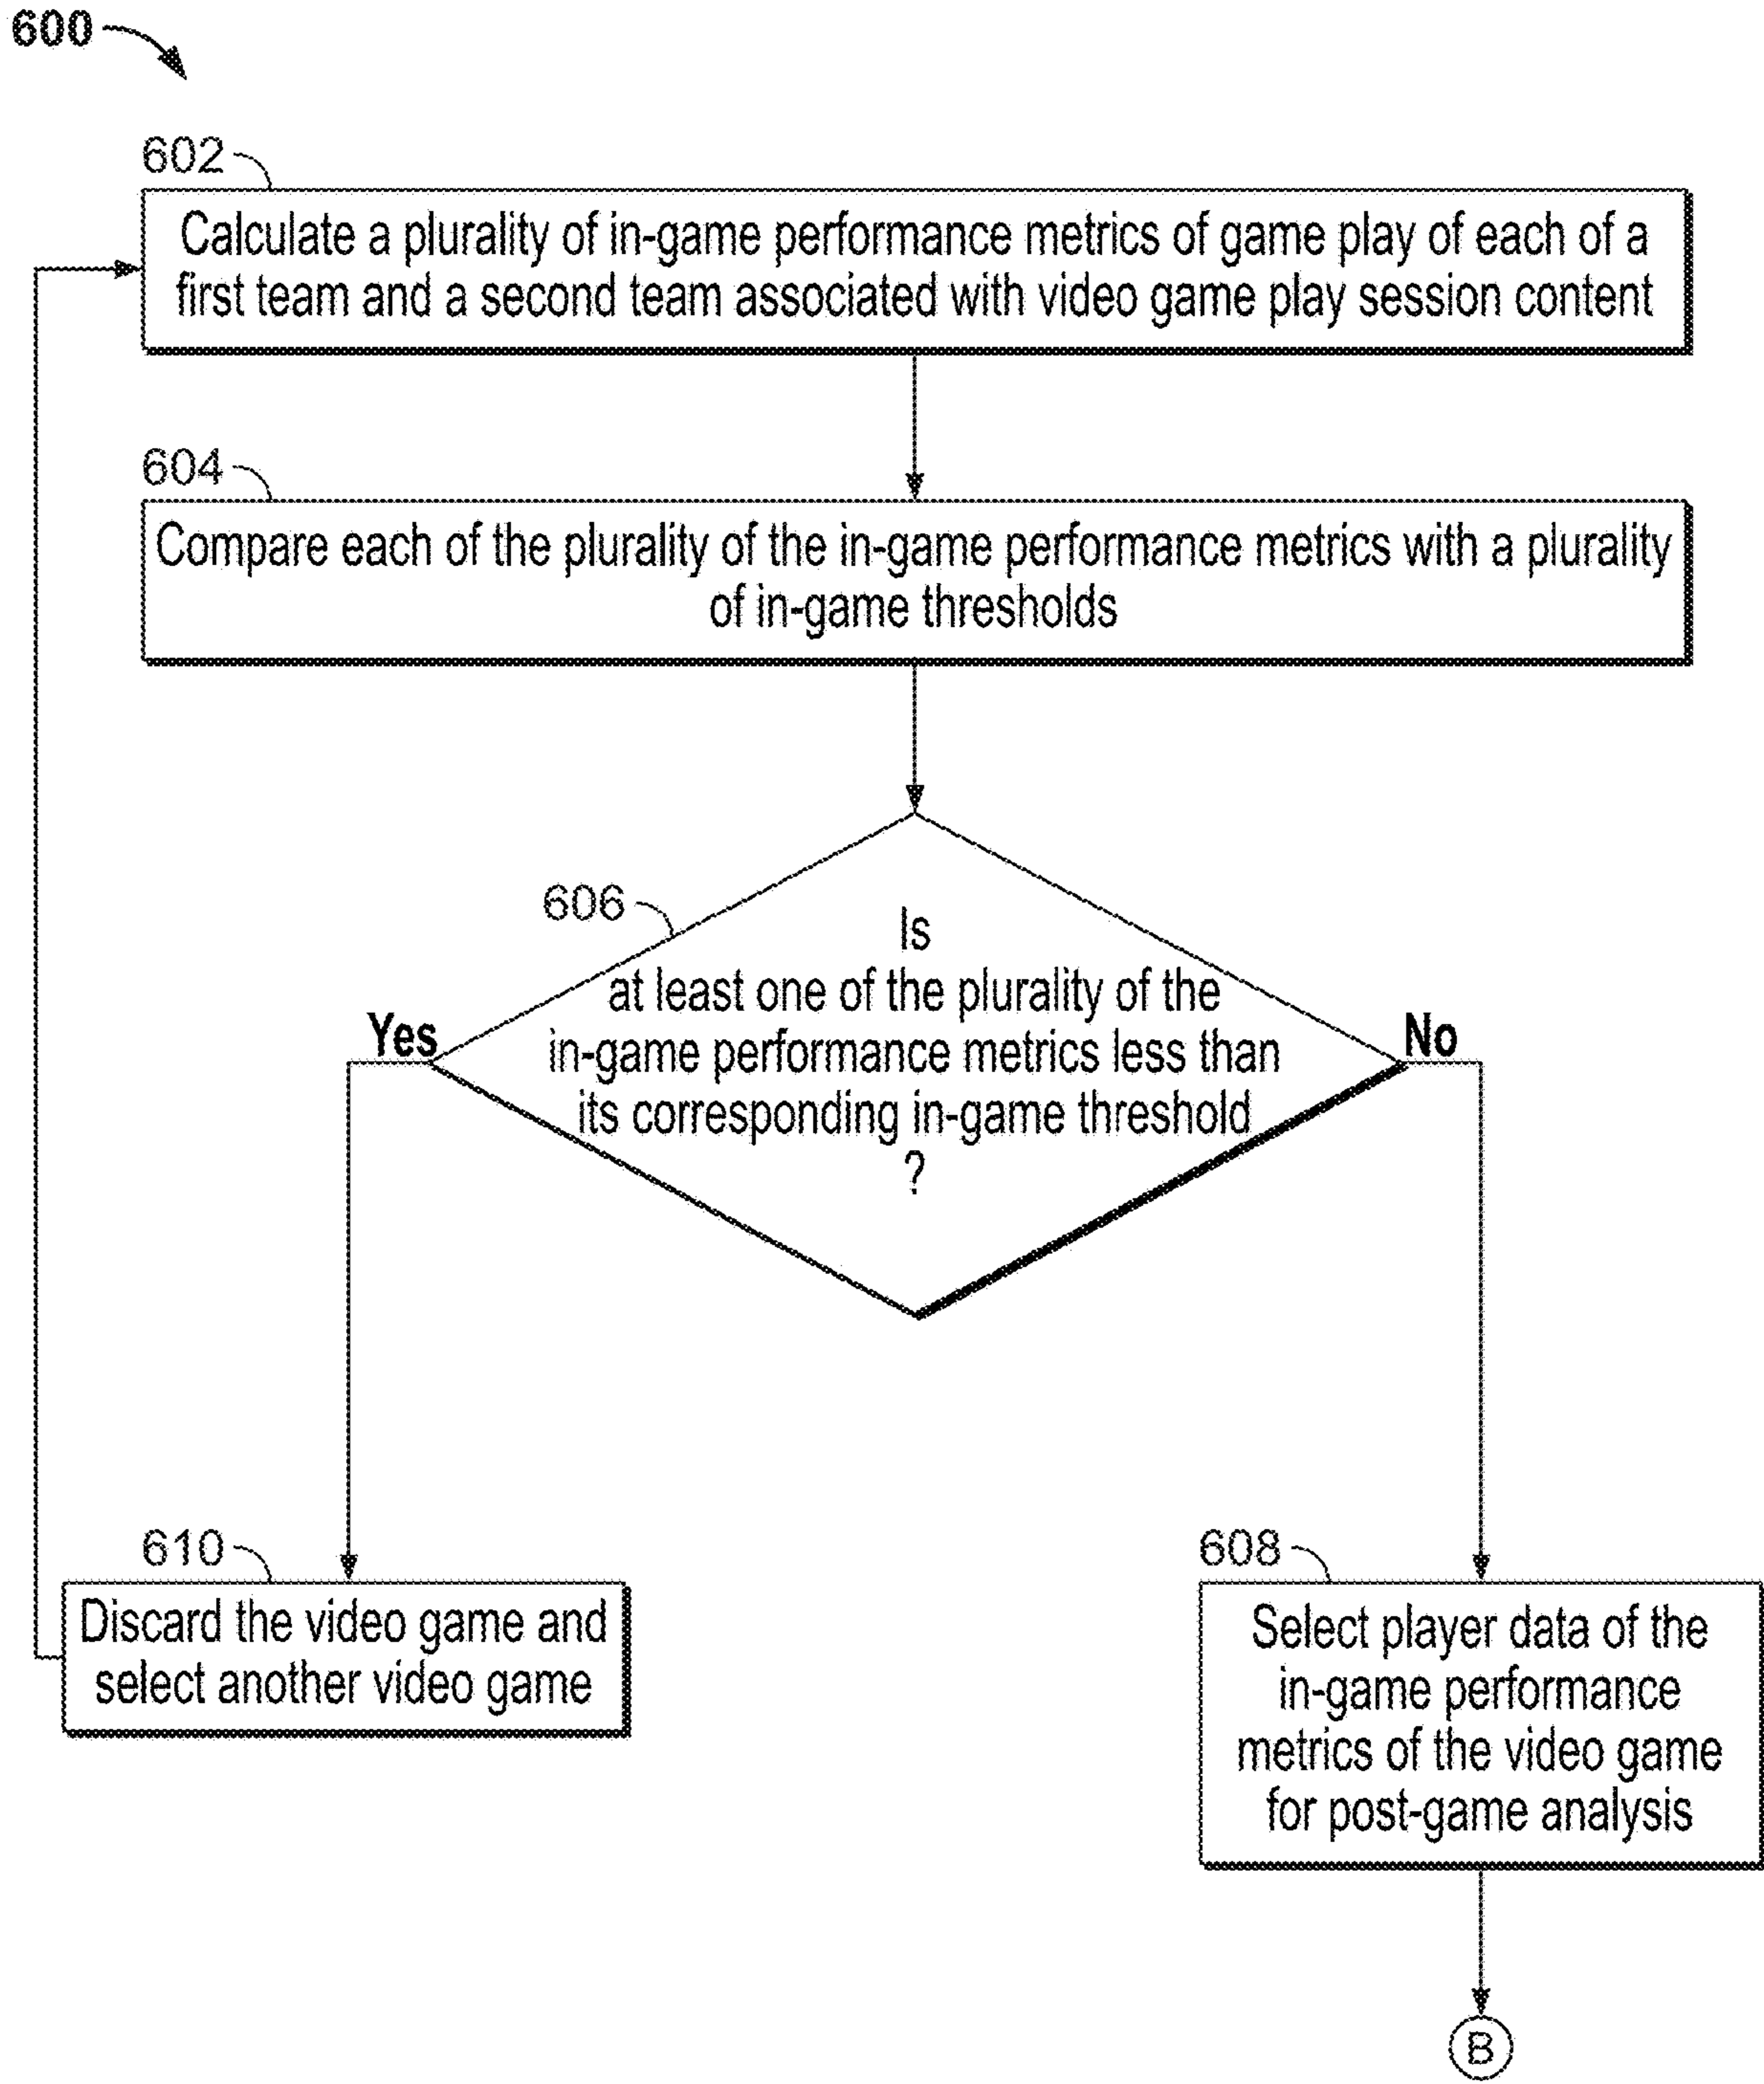 600
602
Calculate a plurality of in-game performance metrics of game play of each of a
first team and a second team associated with video game play session content
604
Compare each of the plurality of the in-game performance metrics with a plurality
of in-game thresholds
606
Is
at least one of the plurality of the
in-game performance metrics less than
its corresponding in-game threshold
?
Yes
No
610
Discard the video game and
select another video game
608
Select player data of the
in-game performance
metrics of the video game
for post-game analysis
B